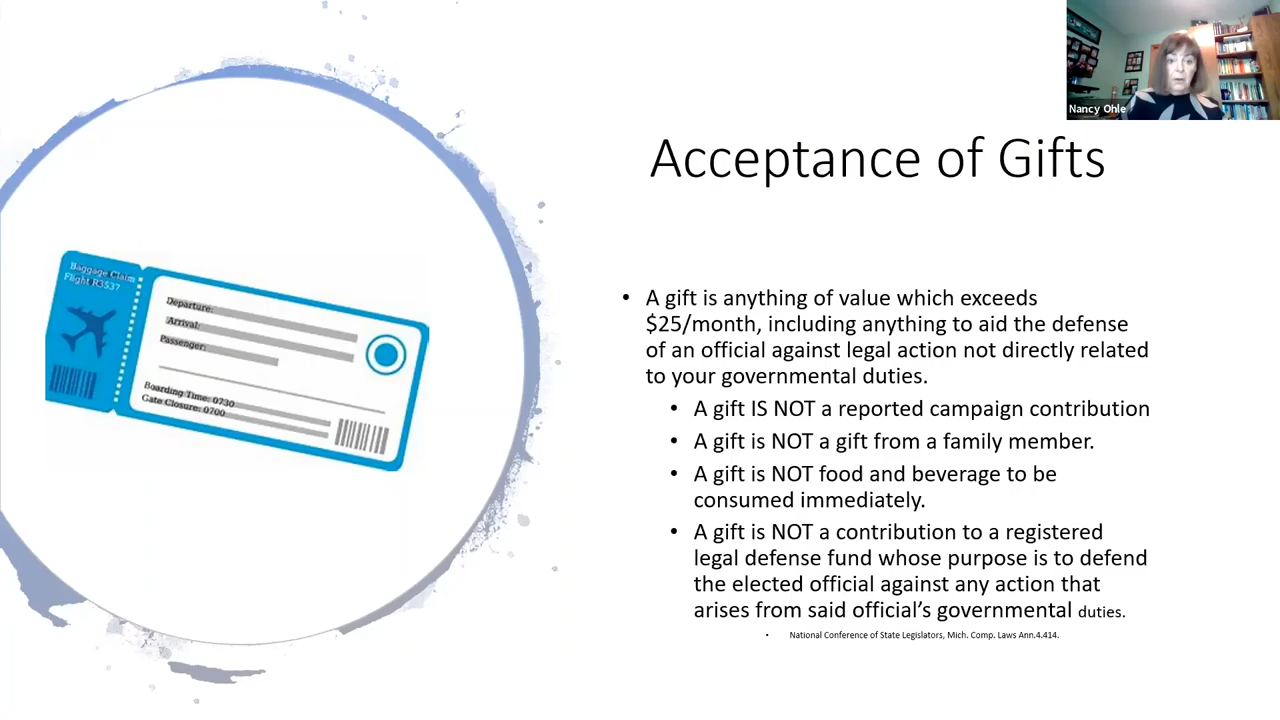 Nancy Ohle
Acceptance of Gifts
Baggage Claim
Flight R3537
Departure:
Arrival:
Passenger:
Boarding Time: 0730
Gate Closure: 0700
• A gift is anything of value which exceeds
$25/month, including anything to aid the defense
of an official against legal action not directly related
to your governmental duties.
• A gift IS NOT a reported campaign contribution
• A gift is NOT a gift from a family member.
• A gift is NOT food and beverage to be
consumed immediately.
• A gift is NOT a contribution to a registered
legal defense fund whose purpose is to defend
the elected official against any action that
arises from said official’s governmental duties.
• National Conference of State Legislators, Mich. Comp. Laws Ann.4.414.